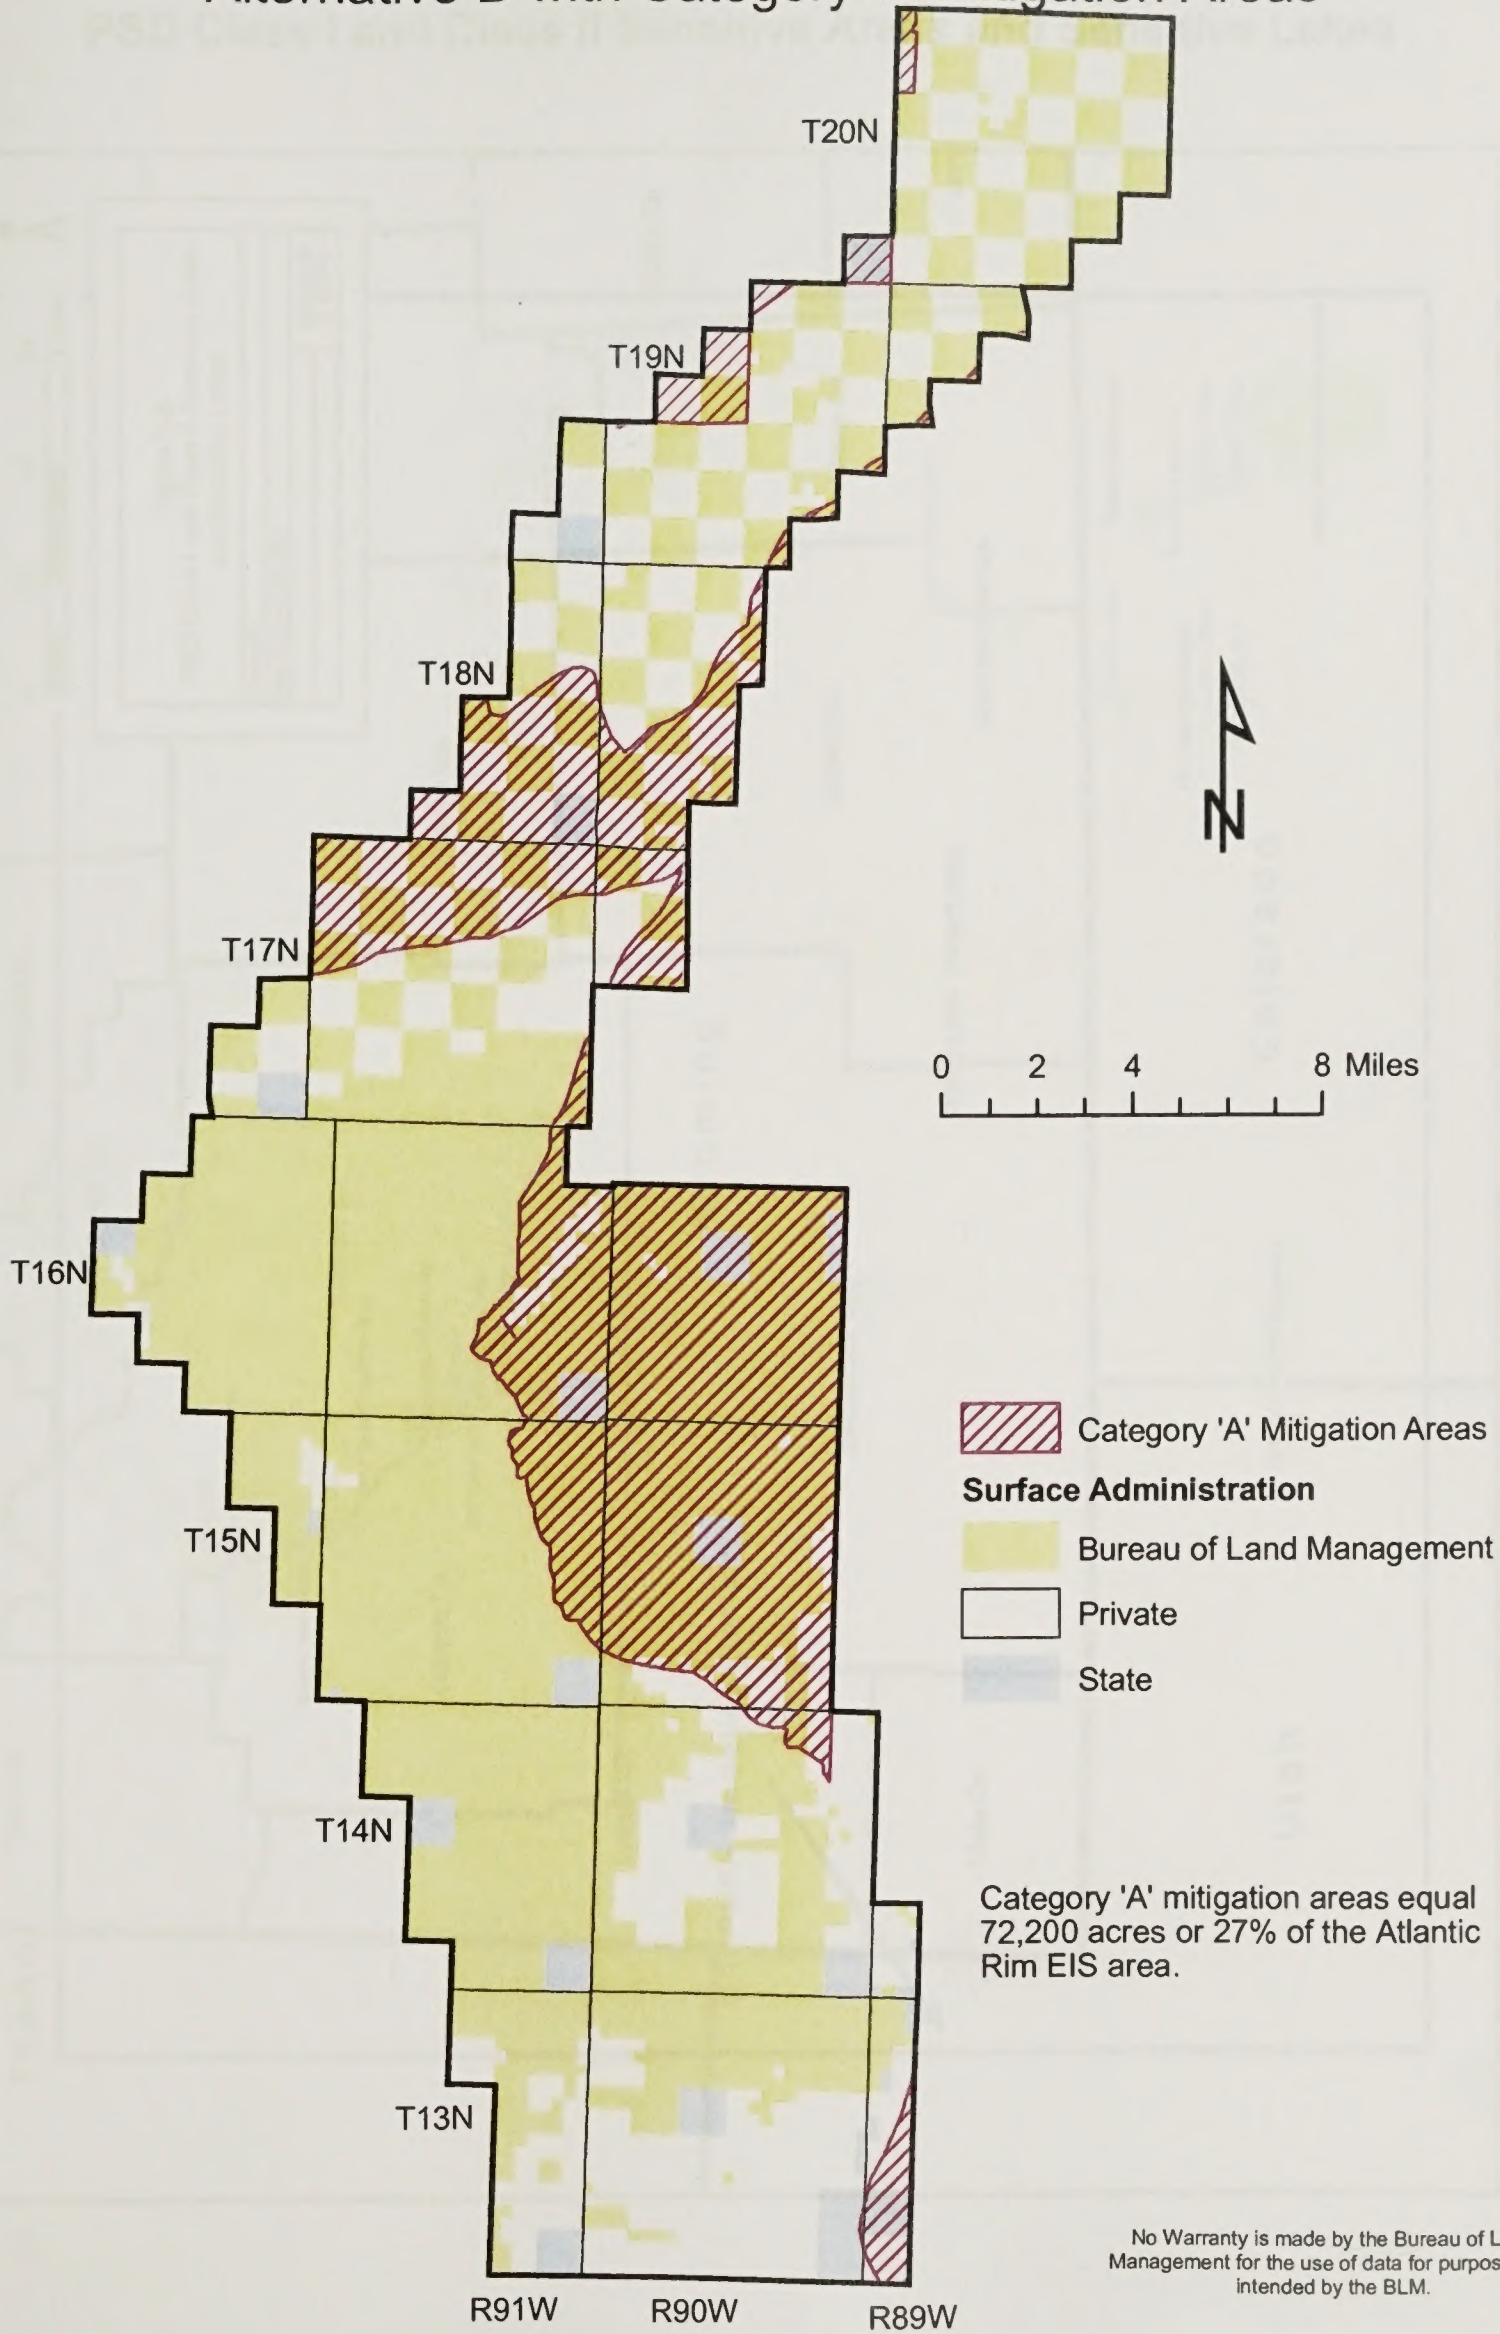 Alternative B with Category
T20N
T19N
T18N
T17N
T16N
T15N
T14N
T13N
N
0 2 4 8 Miles
Category 'A' Mitigation Areas
Surface Administration
Bureau of Land Management
Private
State
Category 'A' mitigation areas equal
72,200 acres or 27% of the Atlantic
Rim EIS area.
No Warranty is made by the Bureau of L
Management for the use of data for purpos
intended by the BLM.
R91W R90W R89W